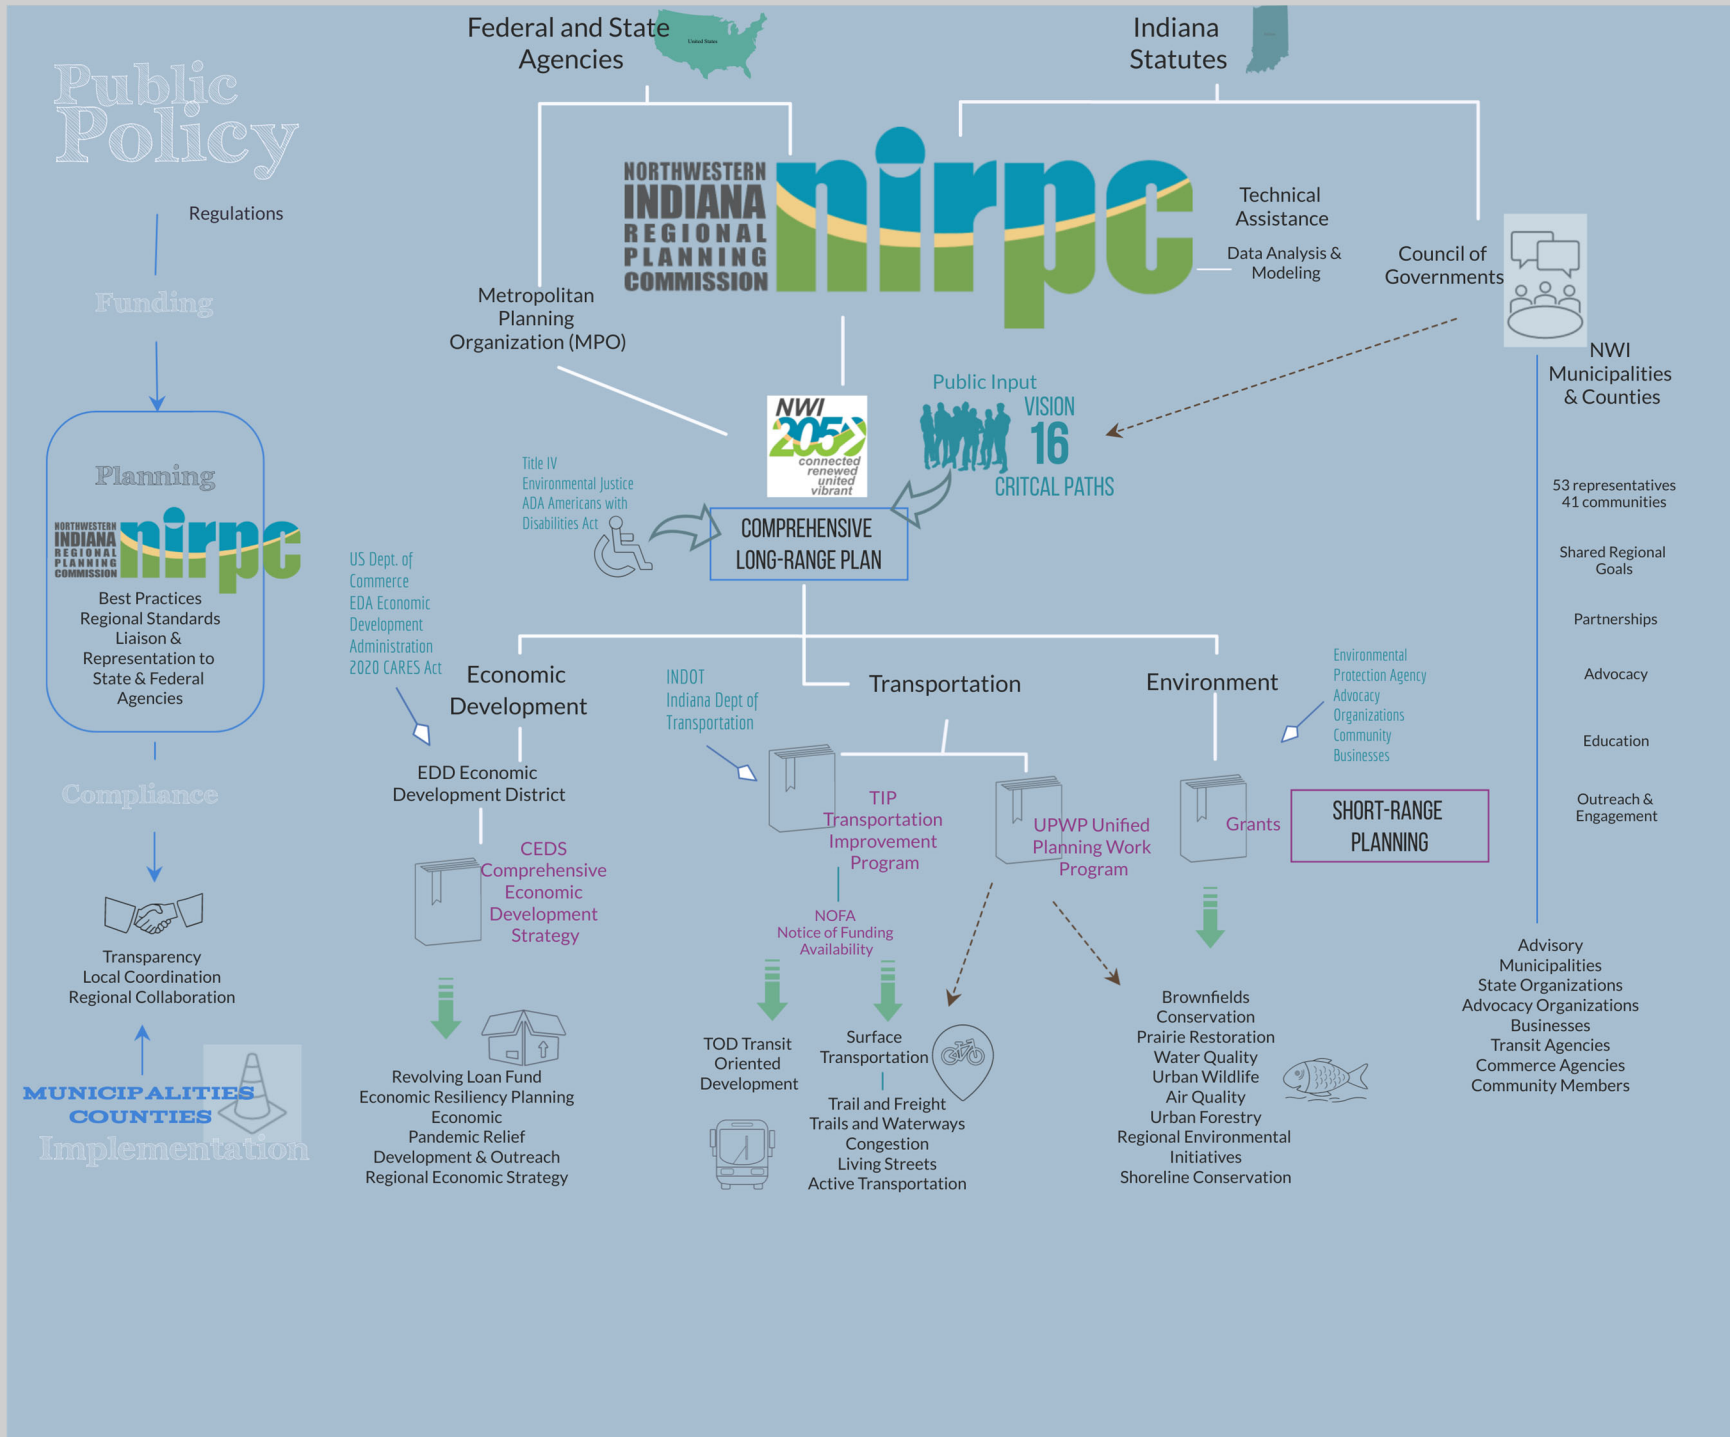 Federal and State
Agencies
United States
Indiana
Statutes
Public
Policy
Regulations
Funding
Planning
NORTHWESTERN
INDIANA
REGIONAL
PLANNING
COMMISSION
nirpc
Best Practices
Regional Standards
Liaison &
Representation to
State & Federal
Agencies
Compliance
Transparency
Local Coordination
Regional Collaboration
MUNICIPALITIES
COUNTIES
Implementation
NORTHWESTERN
INDIANA
REGIONAL
PLANNING
COMMISSION
nirpc
Technical
Assistance
Data Analysis &
Modeling
Council of
Governments
Metropolitan
Planning
Organization (MPO)
NWI
2050
connected
renewed
united
vibrant
Public Input
VISION
16
CRITCAL PATHS
Title IV
Environmental Justice
ADA Americans with
Disabilities Act
COMPREHENSIVE
LONG-RANGE PLAN
US Dept. of
Commerce
EDA Economic
Development
Administration
2020 CARES Act
Economic
Development
EDD Economic
Development District
CEDS
Comprehensive
Economic
Development
Strategy
Revolving Loan Fund
Economic Resiliency Planning
Economic
Pandemic Relief
Development & Outreach
Regional Economic Strategy
INDOT
Indiana Dept of
Transportation
Transportation
TIP
Transportation
Improvement
Program
NOFA
Notice of Funding
Availability
TOD Transit
Oriented
Development
Surface
Transportation
Trail and Freight
Trails and Waterways
Congestion
Living Streets
Active Transportation
UPWP Unified
Planning Work
Program
Environment
Environmental
Protection Agency
Advocacy
Organizations
Community
Businesses
Grants
SHORT-RANGE
PLANNING
Brownfields
Conservation
Prairie Restoration
Water Quality
Urban Wildlife
Air Quality
Urban Forestry
Regional Environmental
Initiatives
Shoreline Conservation
NWI
Municipalities
& Counties
53 representatives
41 communities
Shared Regional
Goals
Partnerships
Advocacy
Education
Outreach &
Engagement
Advisory
Municipalities
State Organizations
Advocacy Organizations
Businesses
Transit Agencies
Commerce Agencies
Community Members